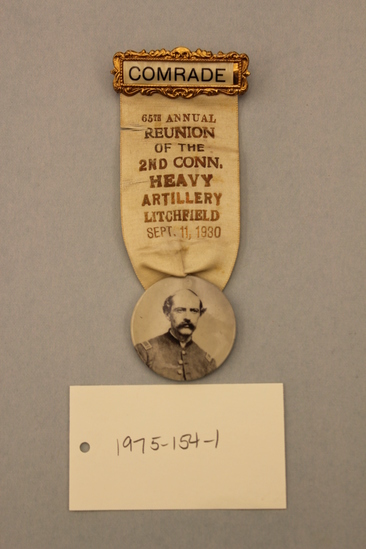 COMRADE
65TH ANNUAL
REUNION
OF THE
2ND CONN.
HEAVY
ARTILLERY
LITCHFIELD
SEPT. 11, 1930
1975-154-1